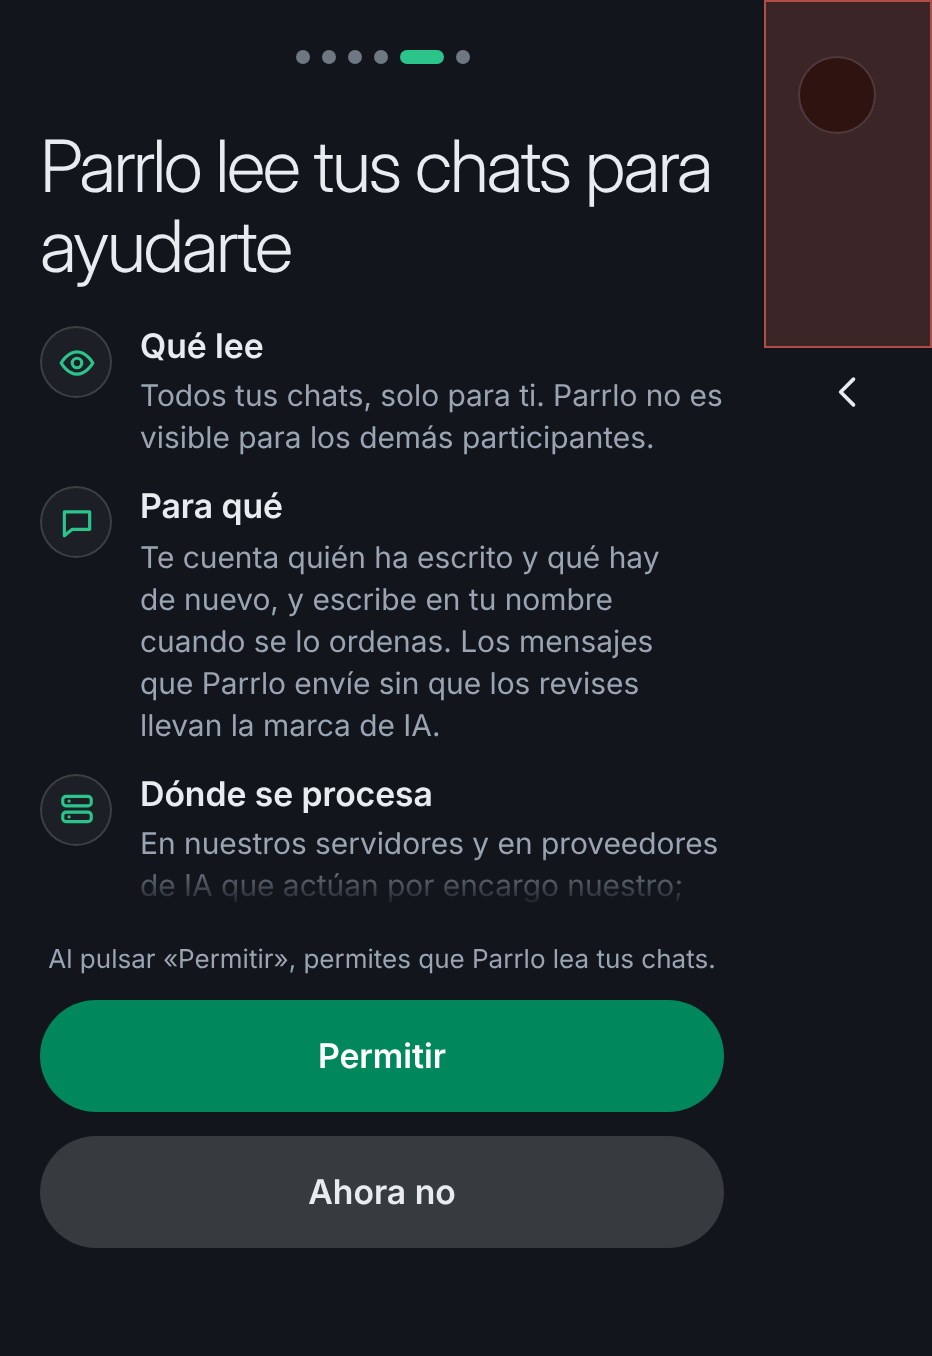 Parrlo lee tus chats para
ayudarte
Qué lee
Todos tus chats, solo para ti. Parrlo no es
visible para los demás participantes.
Para qué
Te cuenta quién ha escrito y qué hay
de nuevo, y escribe en tu nombre
cuando se lo ordenas. Los mensajes
que Parrlo envíe sin que los revises
llevan la marca de IA.
Dónde se procesa
En nuestros servidores y en proveedores
de IA que actúan por encargo nuestro;
Al pulsar «Permitir», permites que Parrlo lea tus chats.
Permitir
Ahora no